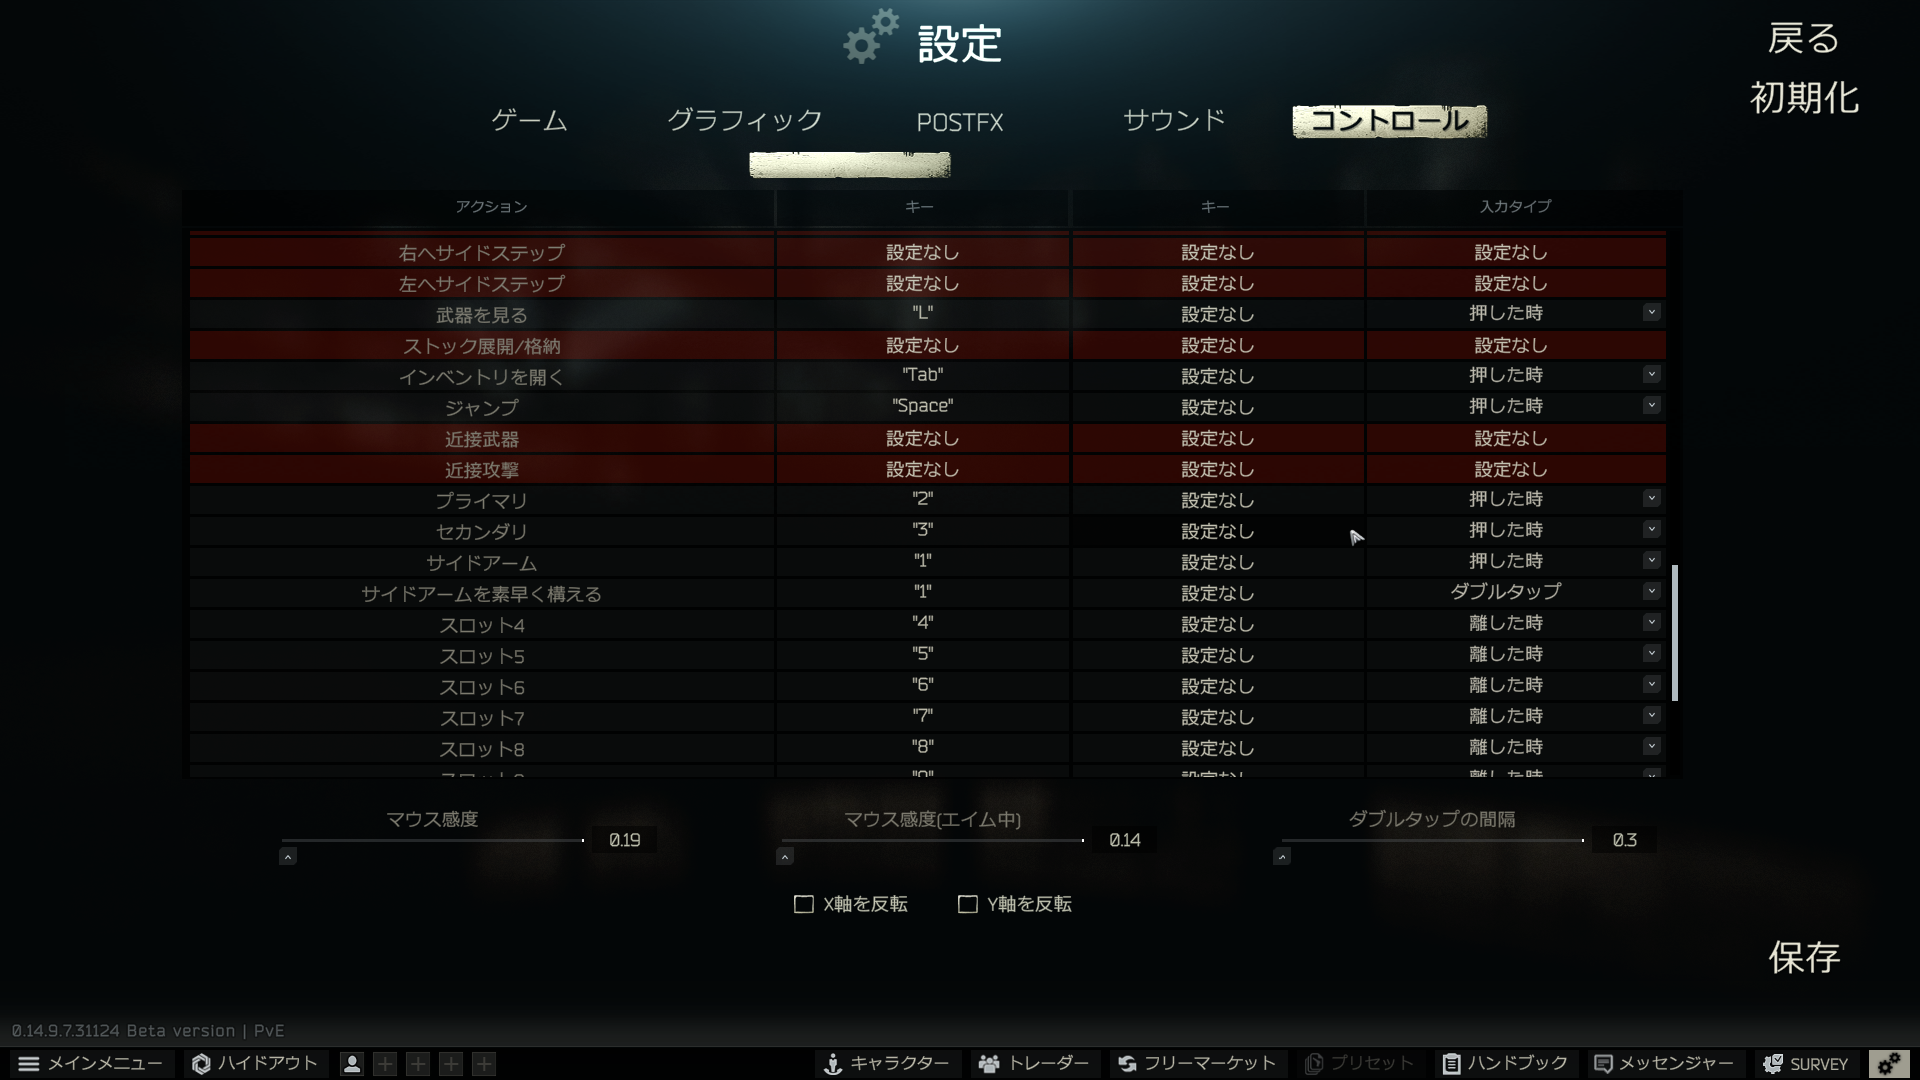 設定
戻る
初期化
ゲーム グラフィック POSTFX サウンド コントロール
アクション キー キー 入力タイプ
右へサイドステップ 設定なし 設定なし 設定なし
左へサイドステップ 設定なし 設定なし 設定なし
武器を見る "L" 設定なし 押した時
ストック展開/格納 設定なし 設定なし 設定なし
インベントリを開く "Tab" 設定なし 押した時
ジャンプ "Space" 設定なし 押した時
近接武器 設定なし 設定なし 設定なし
近接攻撃 設定なし 設定なし 設定なし
プライマリ "2" 設定なし 押した時
セカンダリ "3" 設定なし 押した時
サイドアーム "1" 設定なし 押した時
サイドアームを素早く構える "1" 設定なし ダブルタップ
スロット4 "4" 設定なし 離した時
スロット5 "5" 設定なし 離した時
スロット6 "6" 設定なし 離した時
スロット7 "7" 設定なし 離した時
スロット8 "8" 設定なし 離した時
マウス感度 0.19 マウス感度(エイム中) 0.14 ダブルタップの間隔 0.3
X軸を反転 Y軸を反転
保存
0.14.9.7.31124 Beta version | PvE
メインメニュー ハイドアウト キャラクター トレーダー フリーマーケット プリセット ハンドブック メッセンジャー SURVEY